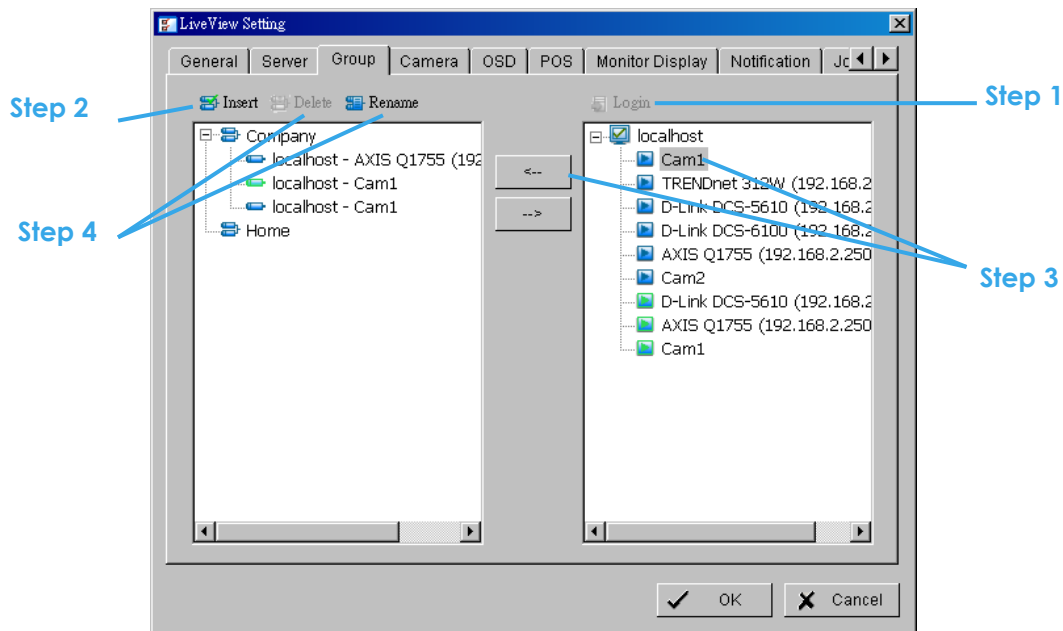 LiveView Setting
General Server Group Camera OSD POS Monitor Display Notification Jo
Step 2
Insert Delete Rename
Login
Step 1
Company
localhost - AXIS Q1755 (192
localhost - Cam1
localhost - Cam1
Home
Step 4
<--
-->
localhost
Cam1
TRENDnet 312W (192.168.2
D-Link DCS-5610 (192.168.2
D-Link DCS-6100 (192.168.2
AXIS Q1755 (192.168.2.250
Cam2
D-Link DCS-5610 (192.168.2
AXIS Q1755 (192.168.2.250
Cam1
Step 3
OK Cancel